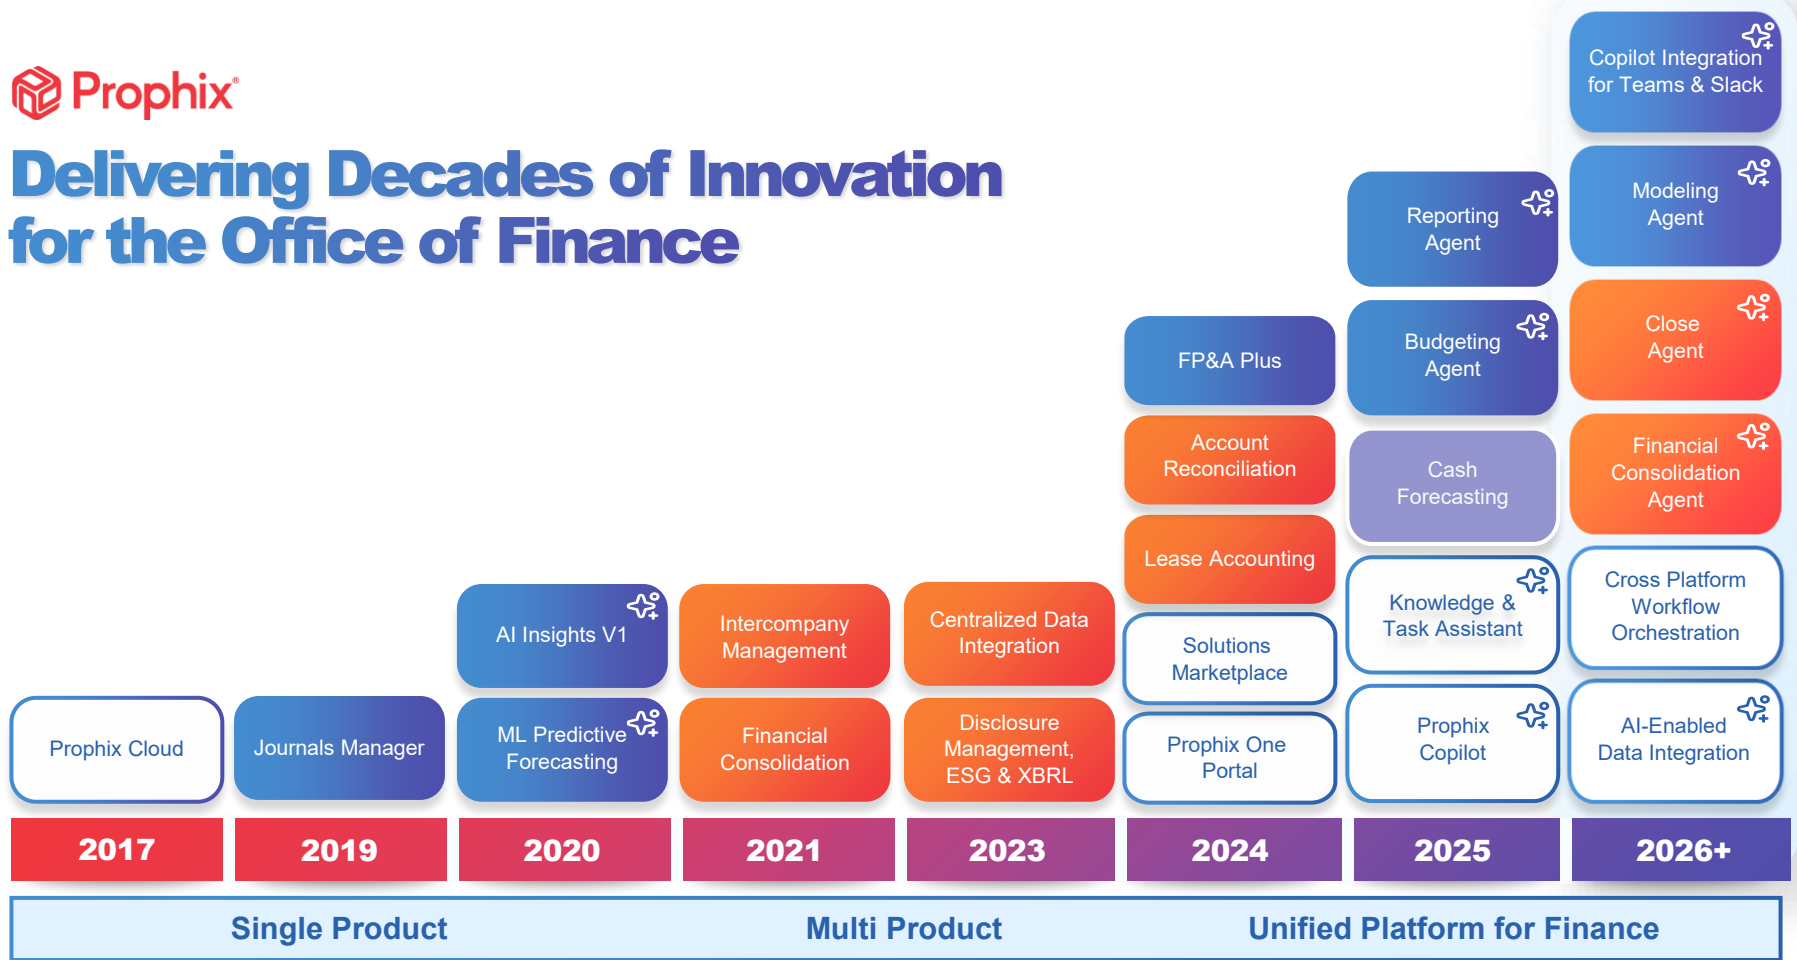 Prophix®
Delivering Decades of Innovation
for the Office of Finance
Prophix Cloud
2017
Journals Manager
2019
AI Insights V1
ML Predictive
Forecasting
2020
Intercompany
Management
Financial
Consolidation
2021
Centralized Data
Integration
Disclosure
Management,
ESG & XBRL
2023
FP&A Plus
Account
Reconciliation
Lease Accounting
Solutions
Marketplace
Prophix One
Portal
2024
Reporting
Agent
Budgeting
Agent
Cash
Forecasting
Knowledge &
Task Assistant
Prophix
Copilot
2025
Copilot Integration
for Teams & Slack
Modeling
Agent
Close
Agent
Financial
Consolidation
Agent
Cross Platform
Workflow
Orchestration
AI-Enabled
Data Integration
2026+
Single Product
Multi Product
Unified Platform for Finance